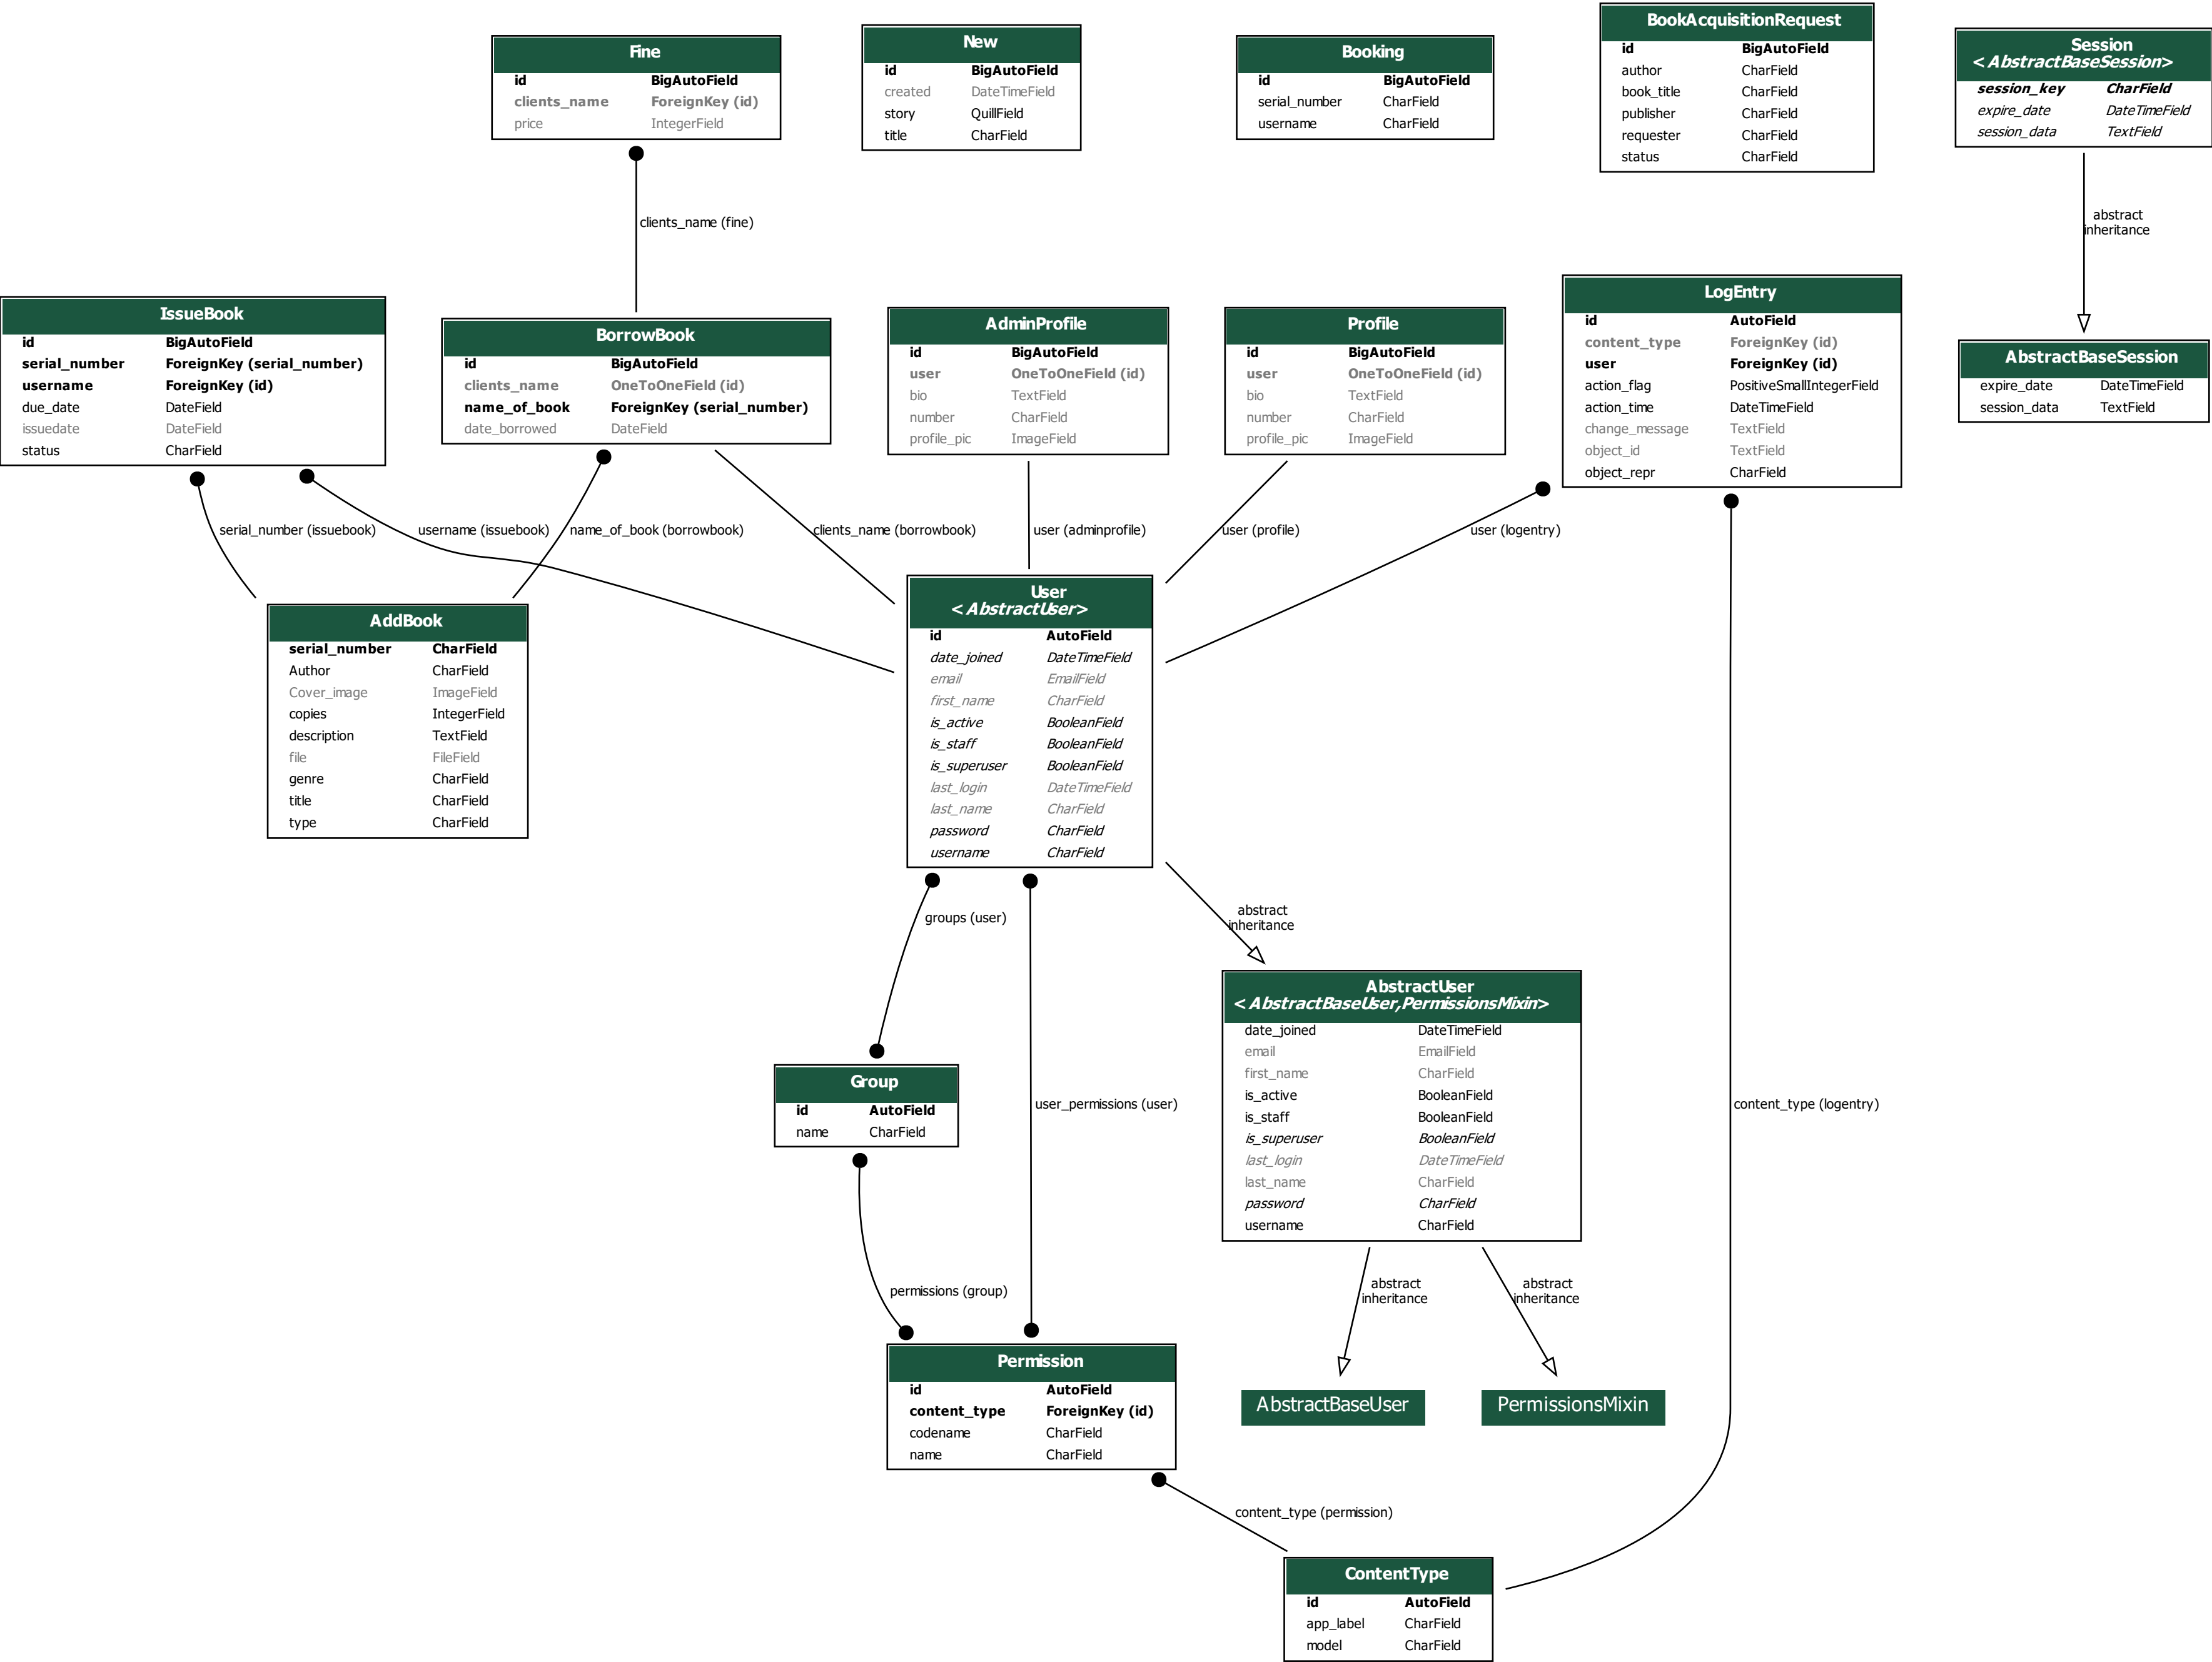 Fine
id BigAutoField
clients_name ForeignKey (id)
price IntegerField
New
id BigAutoField
created DateTimeField
story QuillField
title CharField
Booking
id BigAutoField
serial_number CharField
username CharField
BookAcquisitionRequest
id BigAutoField
author CharField
book_title CharField
publisher CharField
requester CharField
status CharField
Session
<AbstractBaseSession>
session_key CharField
expire_date DateTimeField
session_data TextField
clients_name (fine)
abstract
inheritance
IssueBook
id BigAutoField
serial_number ForeignKey (serial_number)
username ForeignKey (id)
due_date DateField
issuedate DateField
status CharField
BorrowBook
id BigAutoField
clients_name OneToOneField (id)
name_of_book ForeignKey (serial_number)
date_borrowed DateField
AdminProfile
id BigAutoField
user OneToOneField (id)
bio TextField
number CharField
profile_pic ImageField
Profile
id BigAutoField
user OneToOneField (id)
bio TextField
number CharField
profile_pic ImageField
LogEntry
id AutoField
content_type ForeignKey (id)
user ForeignKey (id)
action_flag PositiveSmallIntegerField
action_time DateTimeField
change_message TextField
object_id TextField
object_repr CharField
AbstractBaseSession
expire_date DateTimeField
session_data TextField
serial_number (issuebook)
username (issuebook)
name_of_book (borrowbook)
clients_name (borrowbook)
user (adminprofile)
user (profile)
user (logentry)
AddBook
serial_number CharField
Author CharField
Cover_image ImageField
copies IntegerField
description TextField
file FileField
genre CharField
title CharField
type CharField
User
<AbstractUser>
id AutoField
date_joined DateTimeField
email EmailField
first_name CharField
is_active BooleanField
is_staff BooleanField
is_superuser BooleanField
last_login DateTimeField
last_name CharField
password CharField
username CharField
groups (user)
abstract
inheritance
AbstractUser
<AbstractBaseUser,PermissionsMixin>
date_joined DateTimeField
email EmailField
first_name CharField
is_active BooleanField
is_staff BooleanField
is_superuser BooleanField
last_login DateTimeField
last_name CharField
password CharField
username CharField
Group
id AutoField
name CharField
user_permissions (user)
content_type (logentry)
permissions (group)
abstract
inheritance
abstract
inheritance
Permission
id AutoField
content_type ForeignKey (id)
codename CharField
name CharField
AbstractBaseUser
PermissionsMixin
content_type (permission)
ContentType
id AutoField
app_label CharField
model CharField